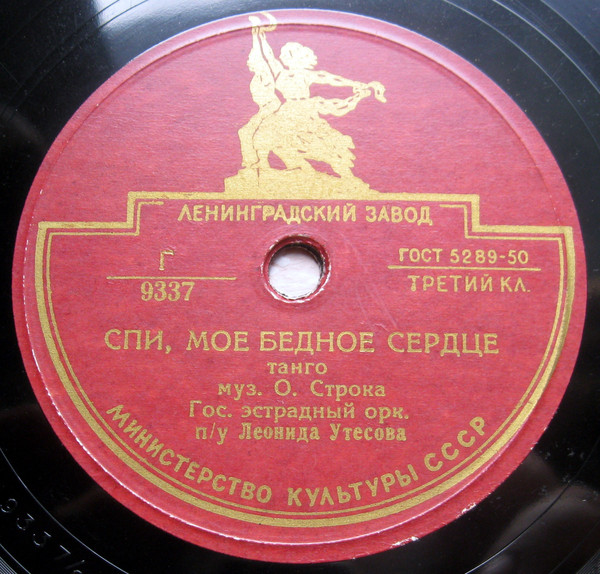 ЛЕНИНГРАДСКИЙ ЗАВОД
Г
9337
ГОСТ 5289-50
ТРЕТИЙ КЛ.
СПИ, МОЕ БЕДНОЕ СЕРДЦЕ
танго
муз. О. Строка
Гос. эстрадный орк.
п/у Леонида Утесова
МИНИСТЕРСТВО КУЛЬТУРЫ СССР